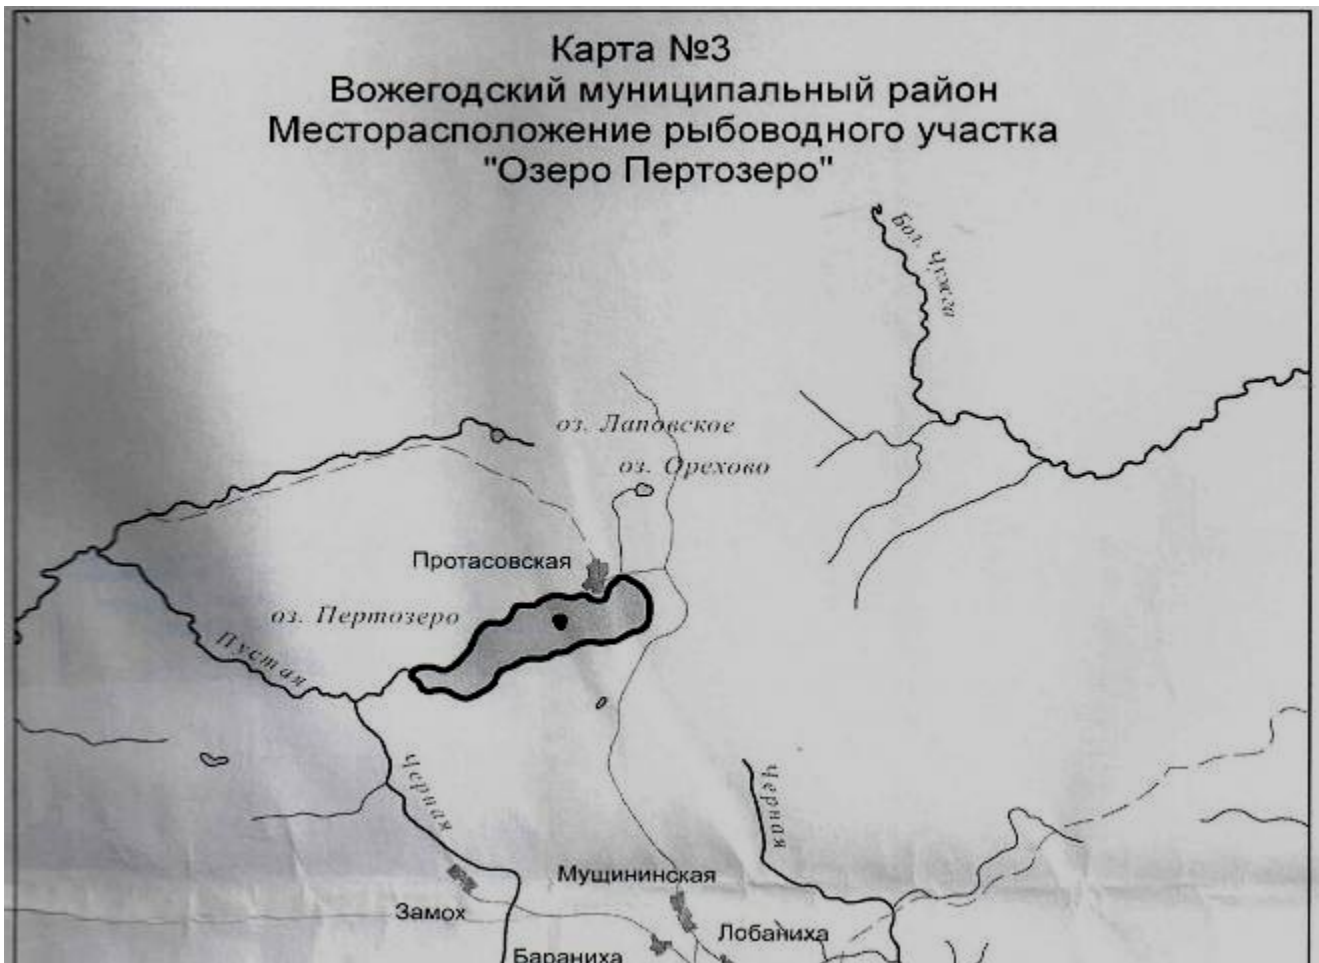 Карта №3
Вожегодский муниципальный район
Месторасположение рыбоводного участка
"Озеро Пертозеро"
Бол. Чужга
оз. Лаповское
оз. Орехово
Протасовская
оз. Пертозеро
Пустая
Черная
Черная
Мущининская
Замох
Лобаниха
Бараниха